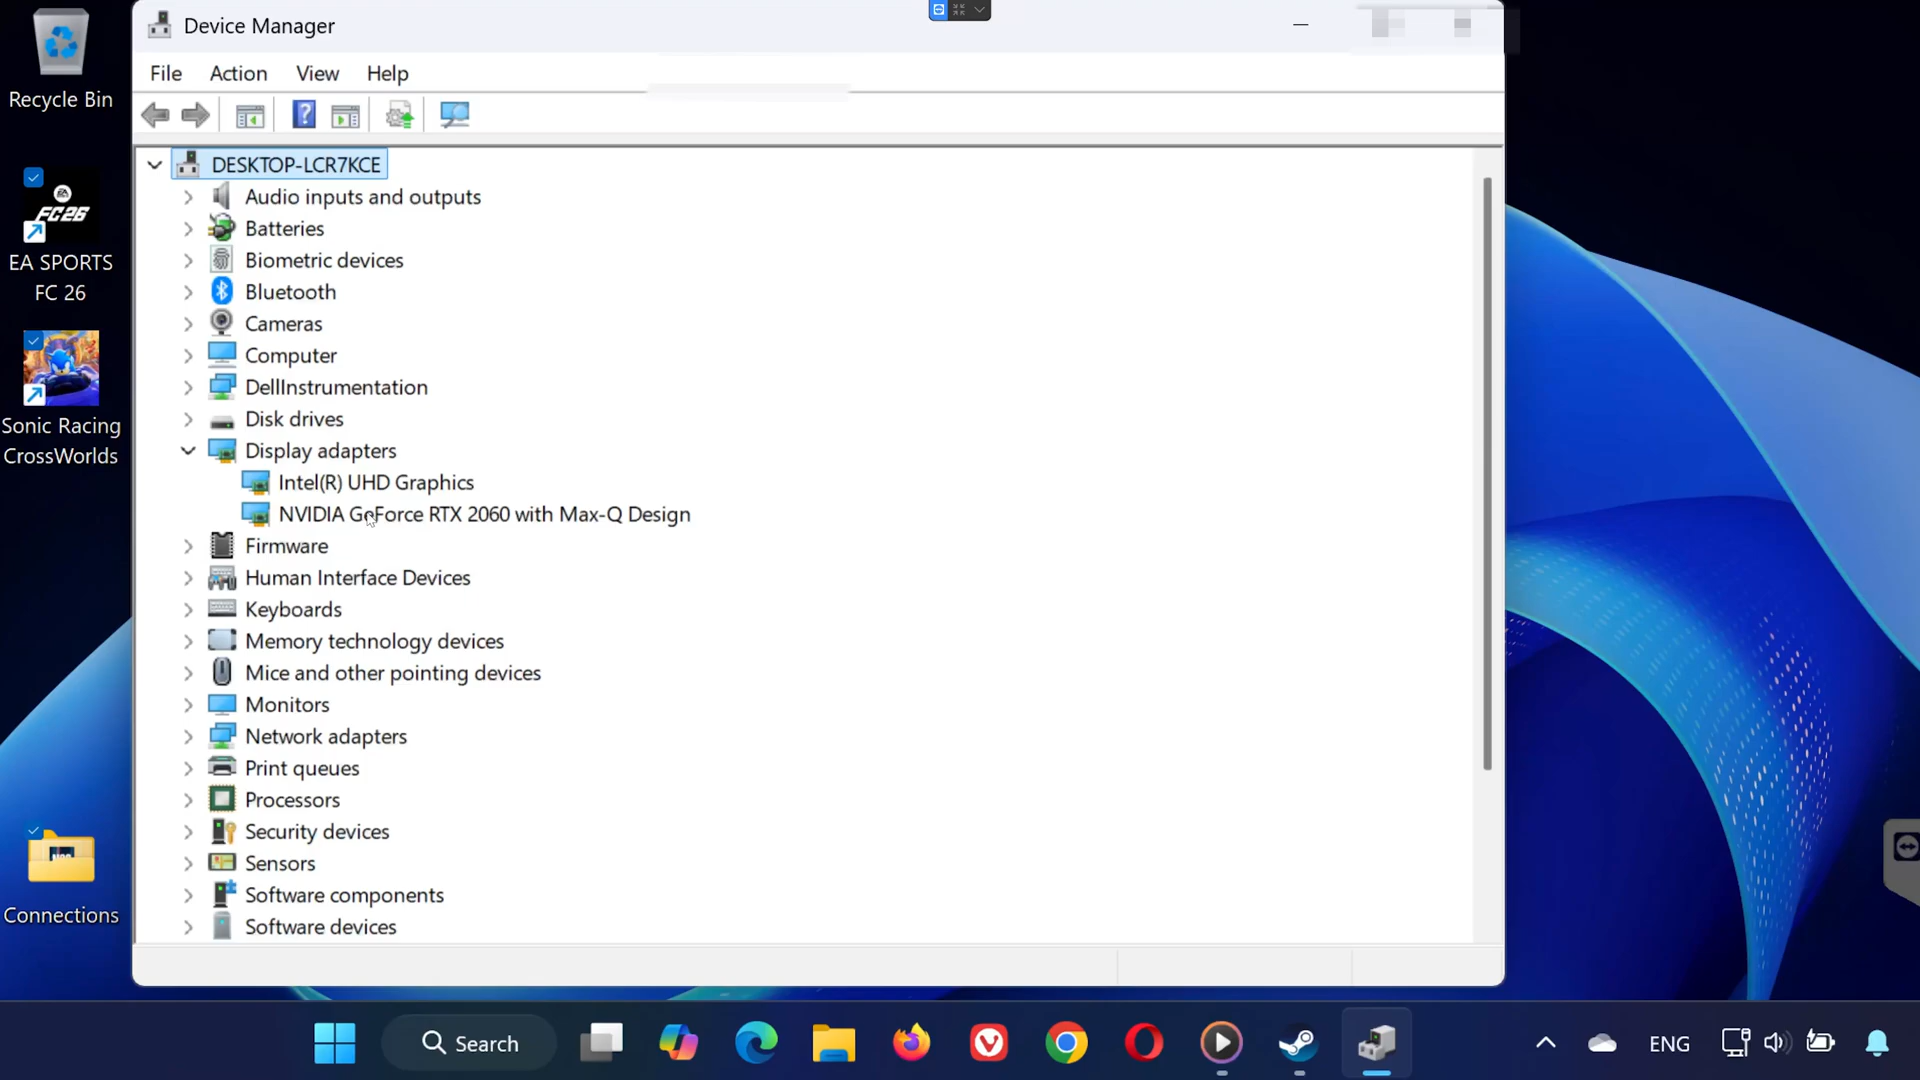 Device Manager
File Action View Help
Recycle Bin
EA SPORTS
FC 26
Sonic Racing
CrossWorlds
Connections
DESKTOP-LCR7KCE
Audio inputs and outputs
Batteries
Biometric devices
Bluetooth
Cameras
Computer
DellInstrumentation
Disk drives
Display adapters
Intel(R) UHD Graphics
NVIDIA GeForce RTX 2060 with Max-Q Design
Firmware
Human Interface Devices
Keyboards
Memory technology devices
Mice and other pointing devices
Monitors
Network adapters
Print queues
Processors
Security devices
Sensors
Software components
Software devices
Search
ENG